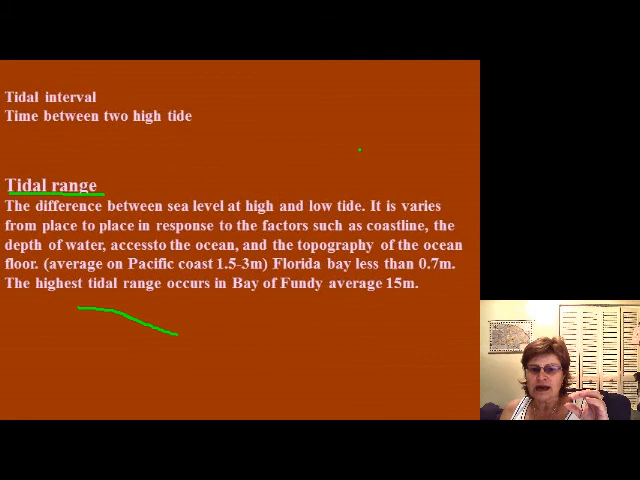 Tidal interval
Time between two high tide
Tidal range
The difference between sea level at high and low tide. It is varies
from place to place in response to the factors such as coastline, the
depth of water, accessto the ocean, and the topography of the ocean
floor. (average on Pacific coast 1.5-3m) Florida bay less than 0.7m.
The highest tidal range occurs in Bay of Fundy average 15m.